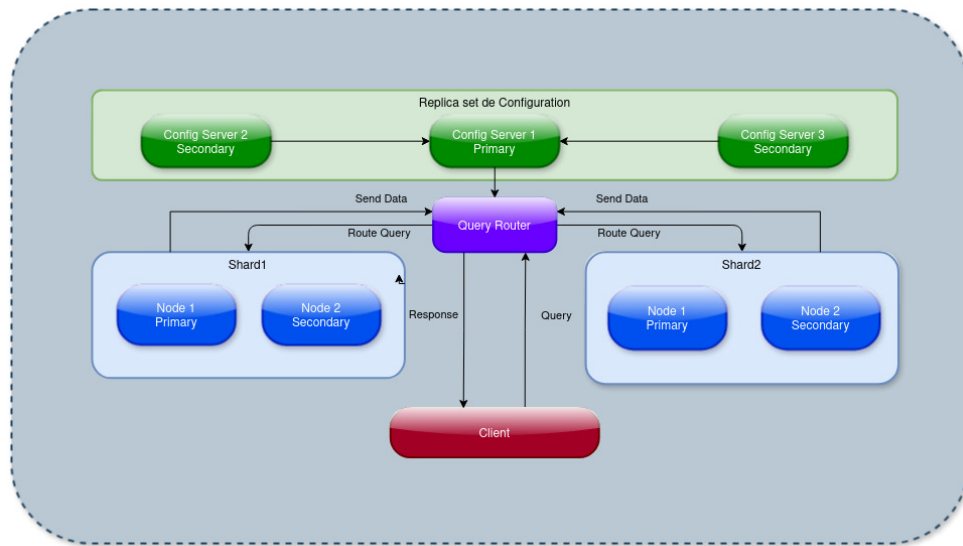 Replica set de Configuration
Config Server 2
Secondary
Config Server 1
Primary
Config Server 3
Secondary
Send Data
Send Data
Query Router
Route Query
Route Query
Shard1
Shard2
Node 1
Primary
Node 2
Secondary
Node 1
Primary
Node 2
Secondary
Response
Query
Client